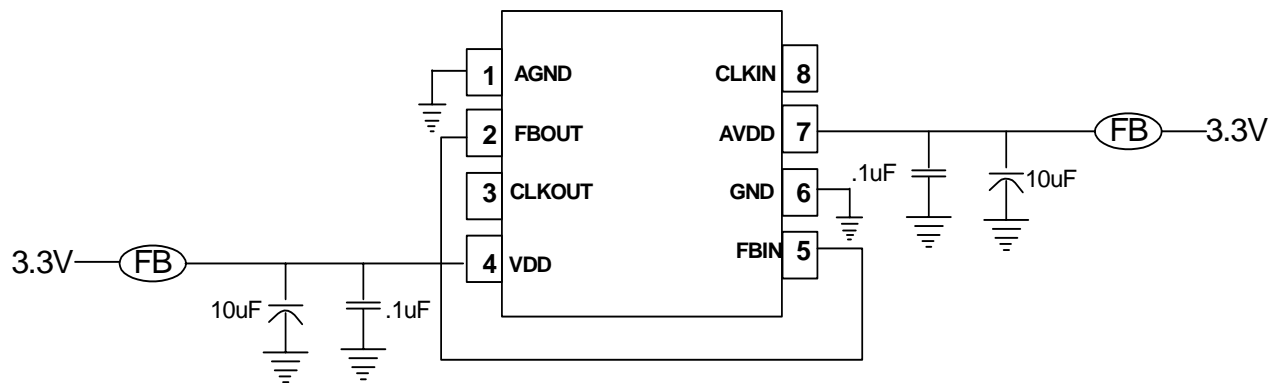 1 AGND
CLKIN 8
2 FBOUT
AVDD 7
FB
3.3V
3 CLKOUT
.1uF
10uF
GND 6
3.3V
FB
4 VDD
FBIN 5
10uF
.1uF